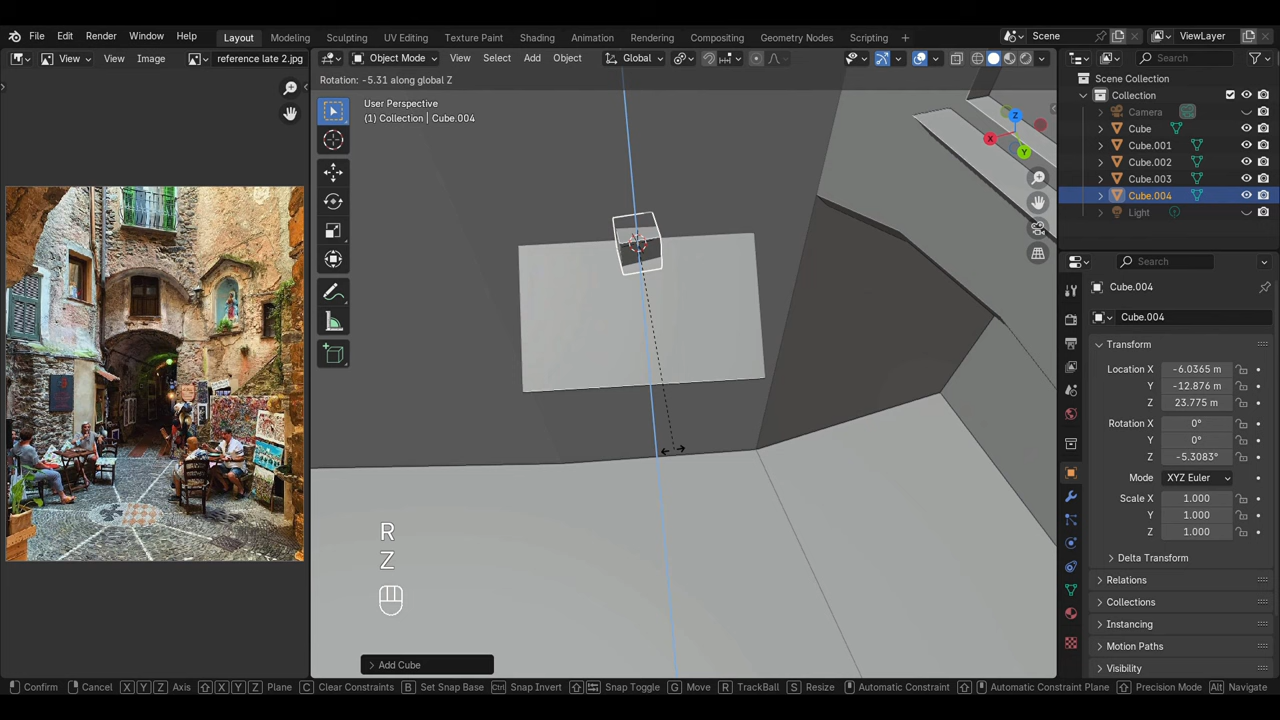 File Edit Render Window Help Layout Modeling Sculpting UV Editing Texture Paint Shading Animation Rendering Compositing Geometry Nodes Scripting Scene ViewLayer
View View Image reference late 2.jpg Object Mode View Select Add Object Global Search
Rotation: -5.31 along global Z
User Perspective
(1) Collection | Cube.004
Z
X
Y
Scene Collection
Collection
Camera
Cube
Cube.001
Cube.002
Cube.003
Cube.004
Light
Search
Cube.004
Cube.004
Transform
Location X -6.0365 m
Y -12.876 m
Z 23.775 m
Rotation X 0°
Y 0°
Z -5.3083°
Mode XYZ Euler
Scale X 1.000
Y 1.000
Z 1.000
Delta Transform
Relations
Collections
Instancing
Motion Paths
Visibility
R
Z
Add Cube
Confirm Cancel X Y Z Axis X Y Z Plane C Clear Constraints B Set Snap Base Ctrl Snap Invert Snap Toggle G Move R TrackBall S Resize Automatic Constraint Automatic Constraint Plane Precision Mode Alt Navigate